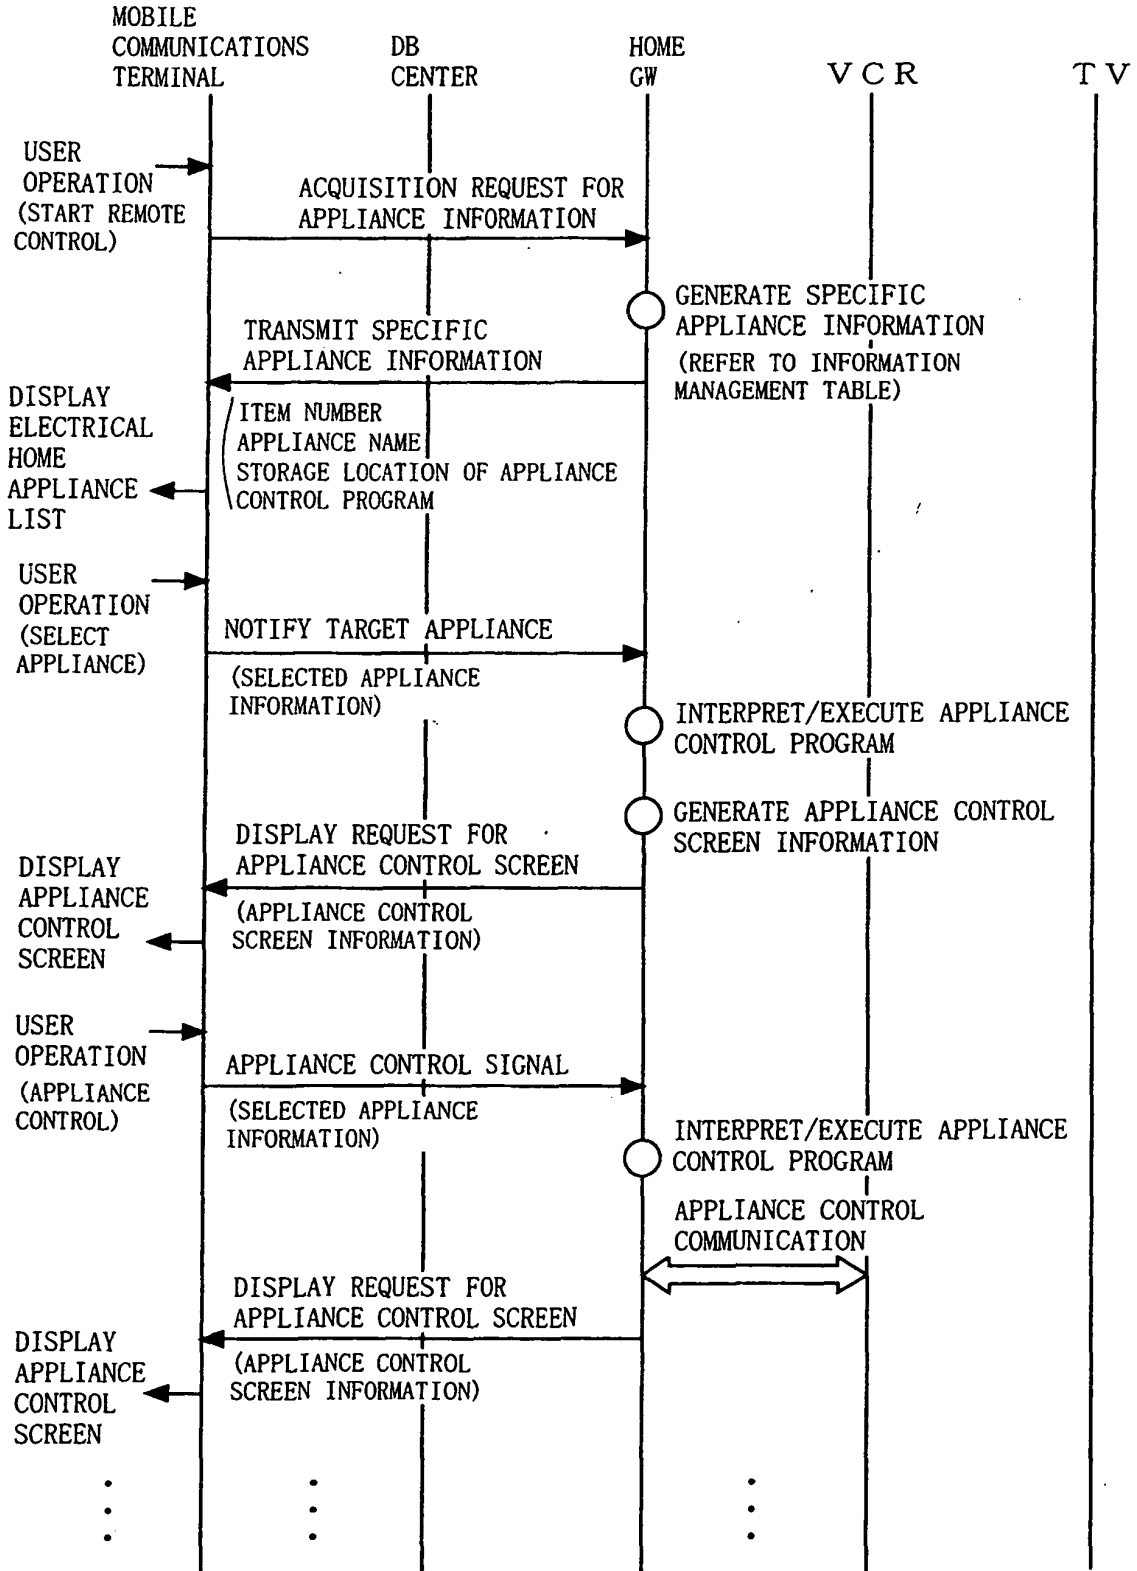 MOBILE
COMMUNICATIONS
TERMINAL
DB
CENTER
HOME
GW
VCR
TV
USER
OPERATION
(START REMOTE
CONTROL)
ACQUISITION REQUEST FOR
APPLIANCE INFORMATION
GENERATE SPECIFIC
APPLIANCE INFORMATION
(REFER TO INFORMATION
MANAGEMENT TABLE)
TRANSMIT SPECIFIC
APPLIANCE INFORMATION
ITEM NUMBER
APPLIANCE NAME
STORAGE LOCATION OF APPLIANCE
CONTROL PROGRAM
DISPLAY
ELECTRICAL
HOME
APPLIANCE
LIST
USER
OPERATION
(SELECT
APPLIANCE)
NOTIFY TARGET APPLIANCE
(SELECTED APPLIANCE
INFORMATION)
INTERPRET/EXECUTE APPLIANCE
CONTROL PROGRAM
GENERATE APPLIANCE CONTROL
SCREEN INFORMATION
DISPLAY REQUEST FOR
APPLIANCE CONTROL SCREEN
(APPLIANCE CONTROL
SCREEN INFORMATION)
DISPLAY
APPLIANCE
CONTROL
SCREEN
USER
OPERATION
(APPLIANCE
CONTROL)
APPLIANCE CONTROL SIGNAL
(SELECTED APPLIANCE
INFORMATION)
INTERPRET/EXECUTE APPLIANCE
CONTROL PROGRAM
APPLIANCE CONTROL
COMMUNICATION
DISPLAY REQUEST FOR
APPLIANCE CONTROL SCREEN
(APPLIANCE CONTROL
SCREEN INFORMATION)
DISPLAY
APPLIANCE
CONTROL
SCREEN